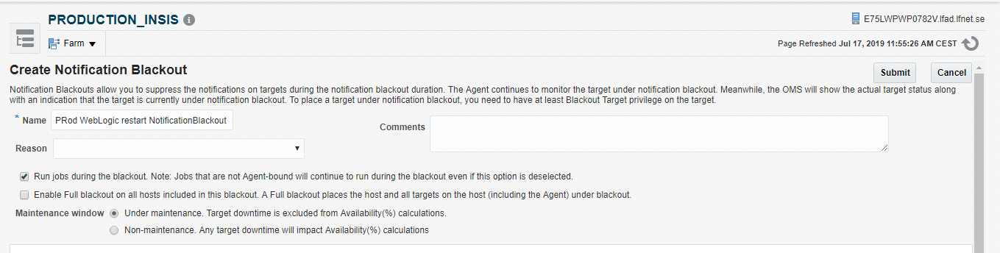 PRODUCTION_INSIS
E75LWPWP0782V.lfad.lfnet.se
Farm
Page Refreshed Jul 17, 2019 11:55:26 AM CEST
Create Notification Blackout
Submit
Cancel
Notification Blackouts allow you to suppress the notifications on targets during the notification blackout duration. The Agent continues to monitor the target under notification blackout. Meanwhile, the OMS will show the actual target status along
with an indication that the target is currently under notification blackout. To place a target under notification blackout, you need to have at least Blackout Target privilege on the target.
* Name PRod WebLogic restart NotificationBlackout
Comments
Reason
Run jobs during the blackout. Note: Jobs that are not Agent-bound will continue to run during the blackout even if this option is deselected.
Enable Full blackout on all hosts included in this blackout. A Full blackout places the host and all targets on the host (including the Agent) under blackout.
Maintenance window Under maintenance. Target downtime is excluded from Availability(%) calculations.
Non-maintenance. Any target downtime will impact Availability(%) calculations